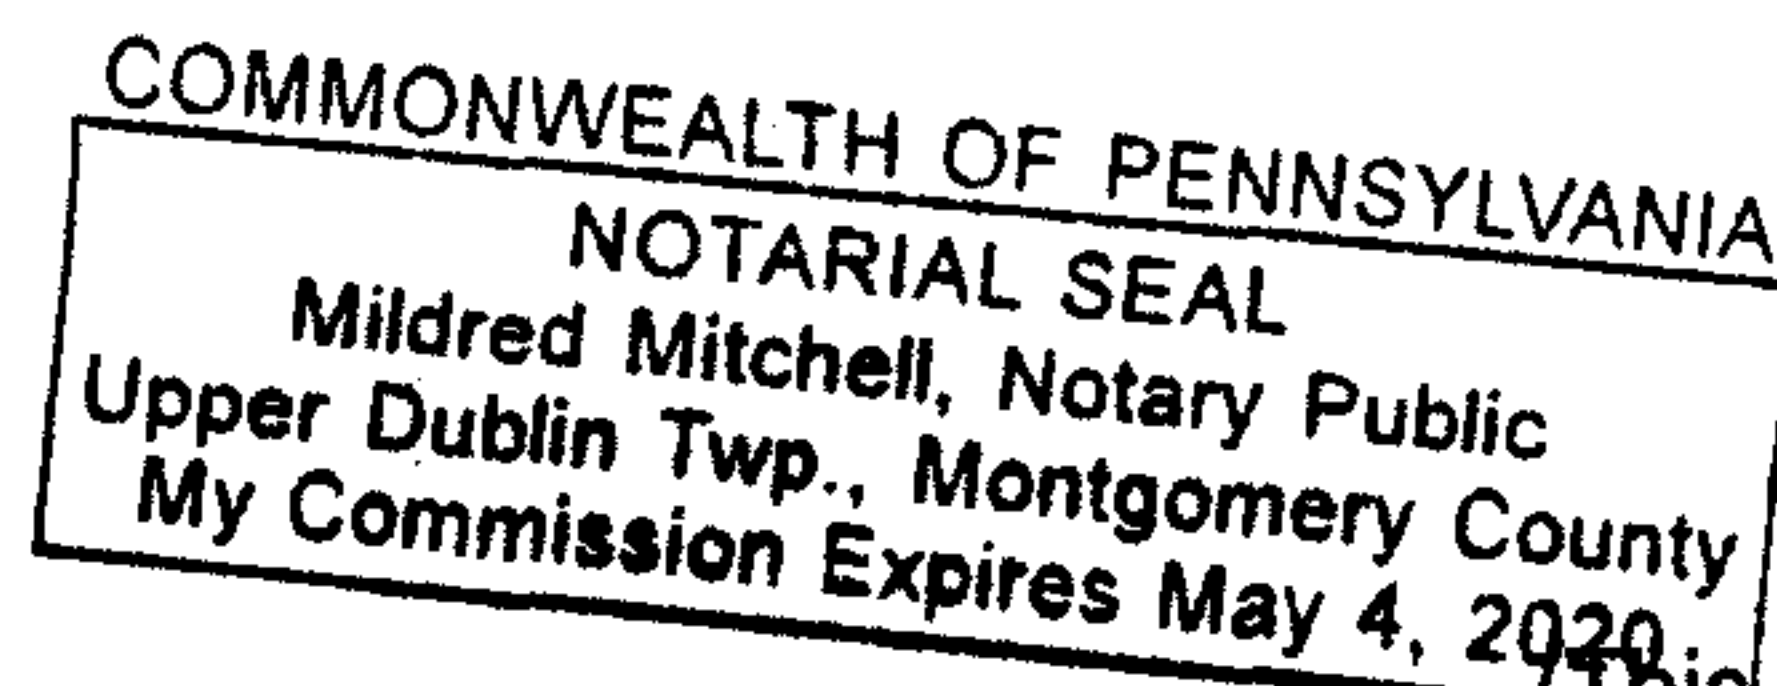 COMMONWEALTH OF PENNSYLVANIA
NOTARIAL SEAL
Mildred Mitchell, Notary Public
Upper Dublin Twp., Montgomery County
My Commission Expires May 4, 2020